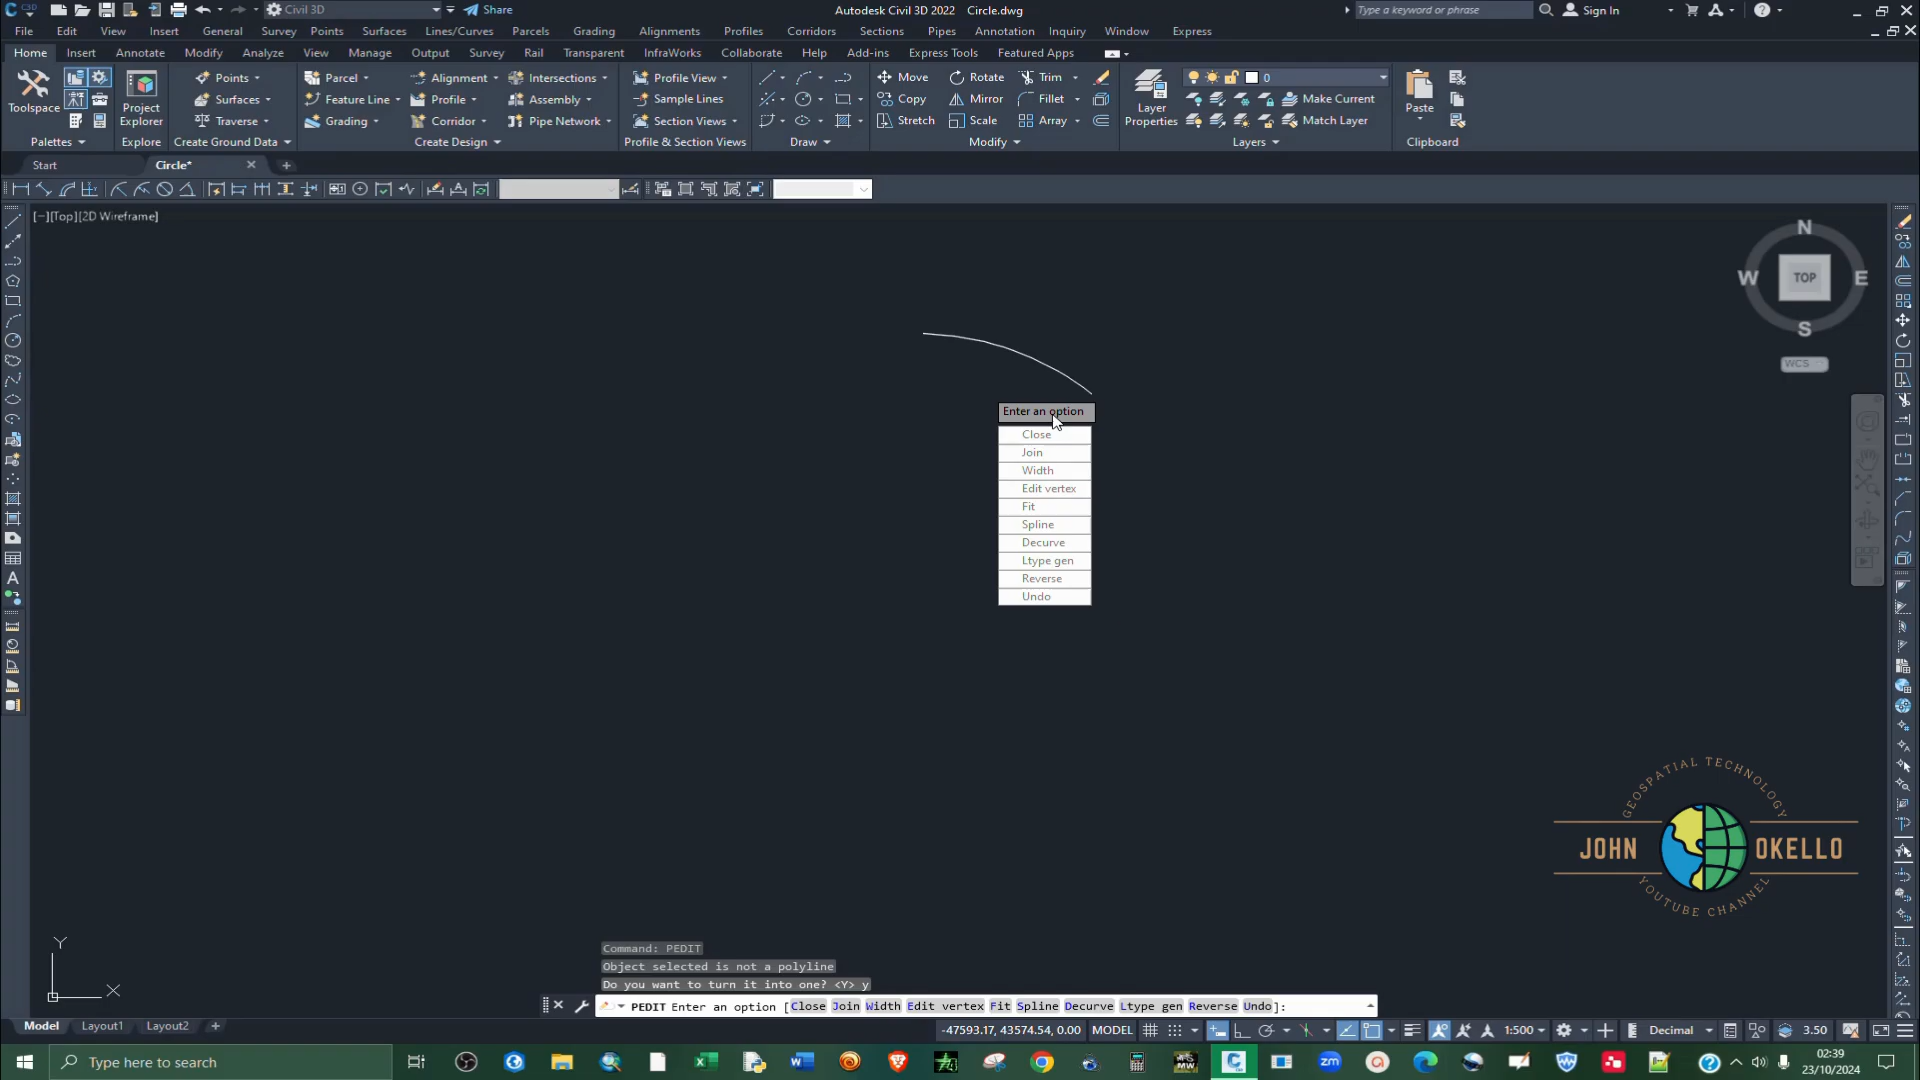 Civil 3D
Share
Autodesk Civil 3D 2022 Circle.dwg
Type a keyword or phrase
Sign In
File Edit View Insert General Survey Points Surfaces Lines/Curves Parcels Grading Alignments Profiles Corridors Sections Pipes Annotation Inquiry Window Express
Home Insert Annotate Modify Analyze View Manage Output Survey Rail Transparent InfraWorks Collaborate Help Add-ins Express Tools Featured Apps
Points Parcel Alignment Intersections Profile View Move Rotate Trim 0
Toolspace Project Explorer Surfaces Feature Line Profile Assembly Sample Lines Copy Mirror Fillet Layer Properties Make Current Paste
Traverse Grading Corridor Pipe Network Section Views Stretch Scale Array Match Layer
Palettes Explore Create Ground Data Create Design Profile & Section Views Draw Modify Layers Clipboard
Start Circle*
[−][Top][2D Wireframe]
N
W TOP E
S
WCS
Enter an option
Close
Join
Width
Edit vertex
Fit
Spline
Decurve
Ltype gen
Reverse
Undo
GEOSPATIAL TECHNOLOGY
JOHN OKELLO
YOUTUBE CHANNEL
Y
X
Command: PEDIT
Object selected is not a polyline
Do you want to turn it into one? <Y> y
PEDIT Enter an option [Close Join Width Edit vertex Fit Spline Decurve Ltype gen Reverse Undo]:
Model Layout1 Layout2
-47593.17, 43574.54, 0.00 MODEL 1:500 Decimal 3.50
Type here to search
02:39
23/10/2024